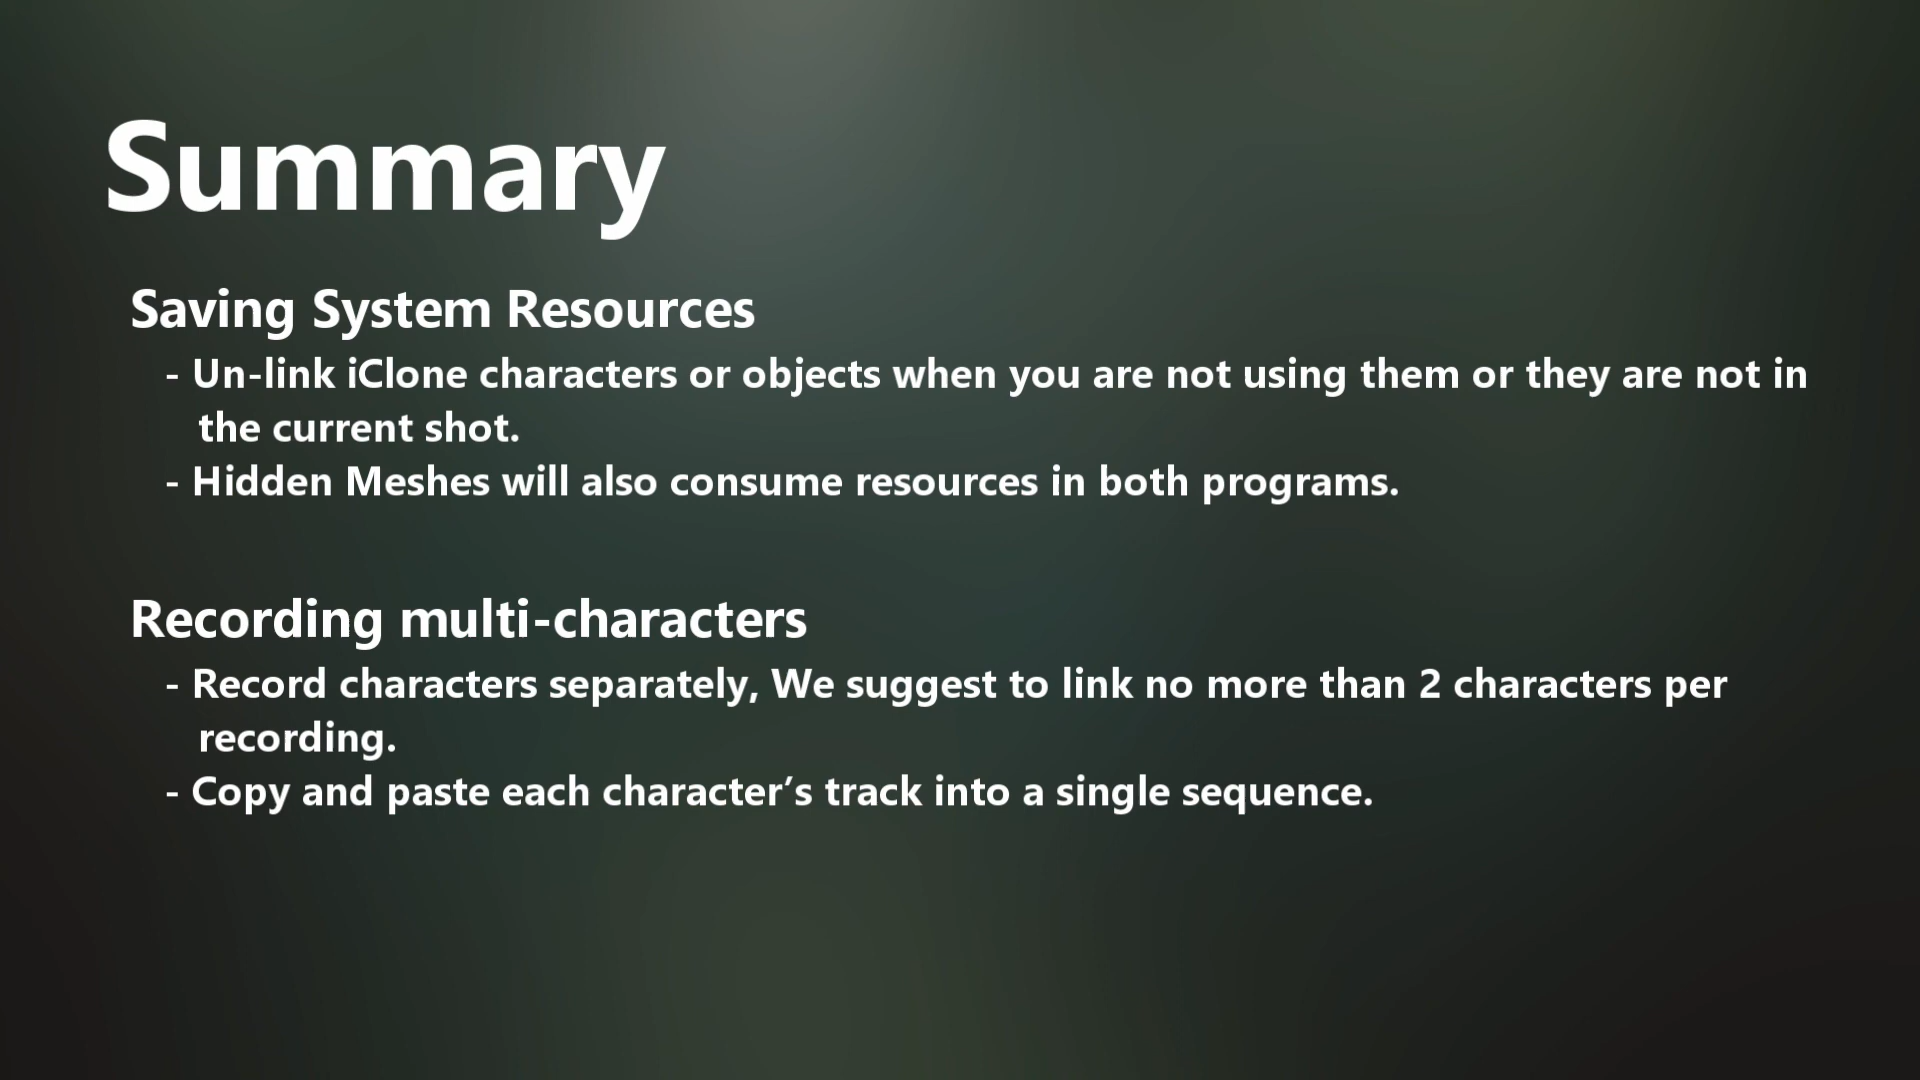 Summary
Saving System Resources
- Un-link iClone characters or objects when you are not using them or they are not in
the current shot.
- Hidden Meshes will also consume resources in both programs.
Recording multi-characters
- Record characters separately, We suggest to link no more than 2 characters per
recording.
- Copy and paste each character’s track into a single sequence.